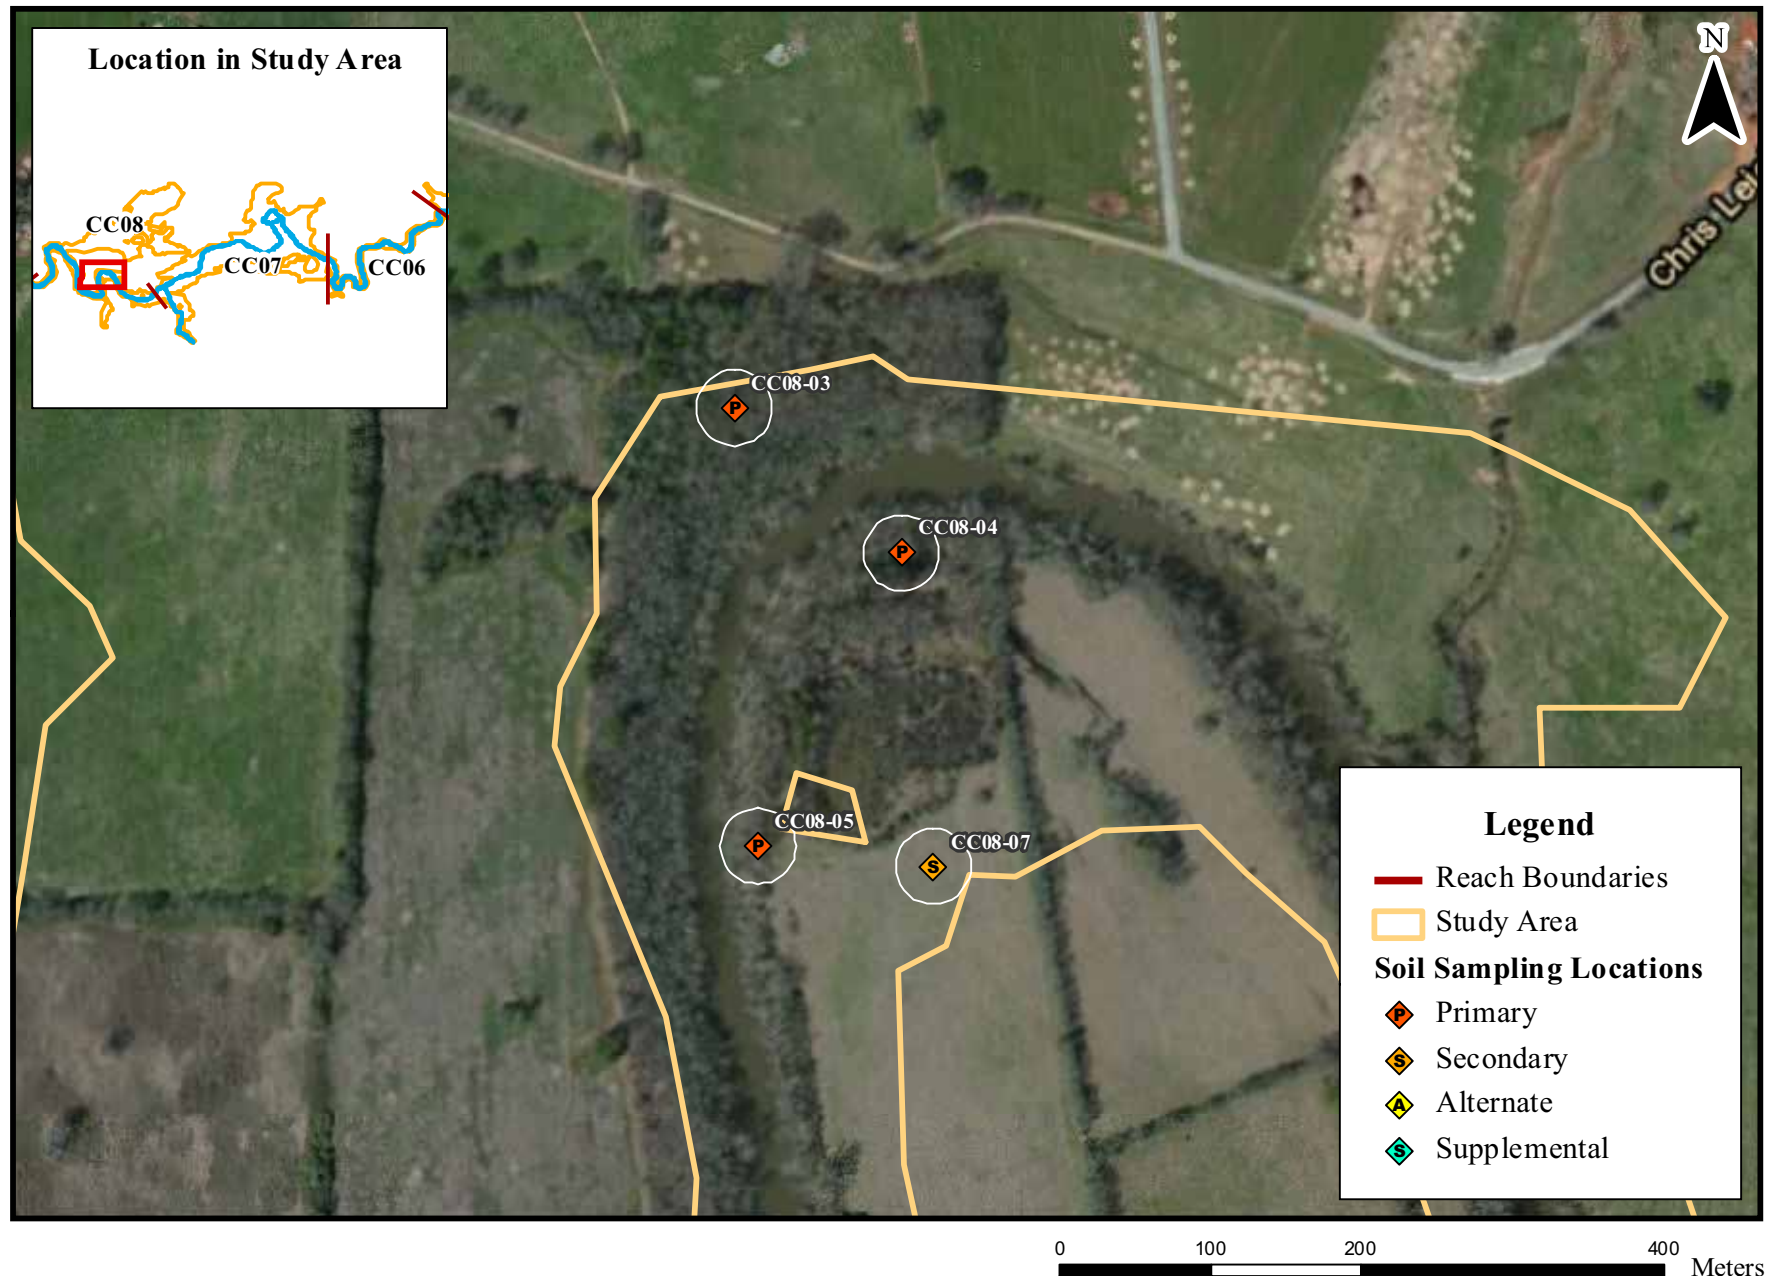 Location in Study Area
CC08
CC07
CC06
N
Chris Lei
CC08-03
CC08-04
CC08-05
CC08-07
Legend
Reach Boundaries
Study Area
Soil Sampling Locations
P Primary
S Secondary
A Alternate
S Supplemental
P
P
P
S
0 100 200 400
Meters